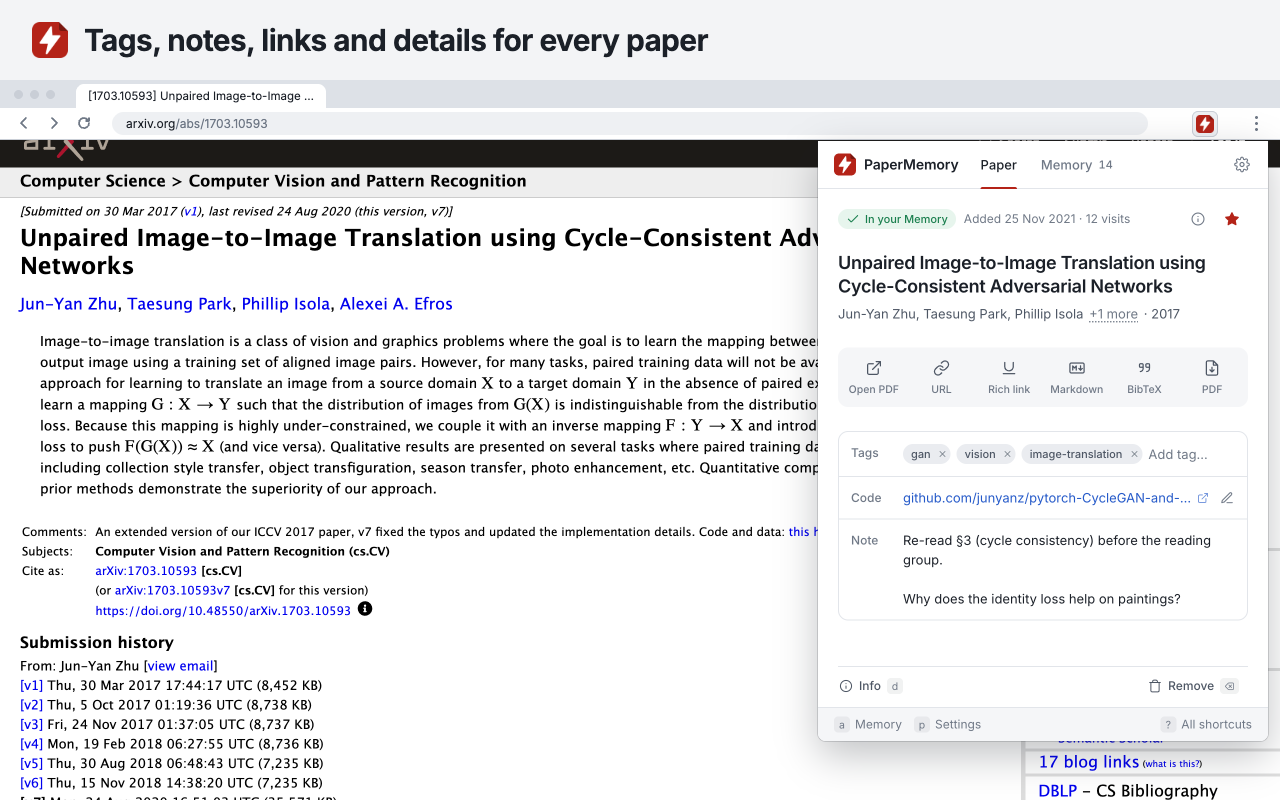 Tags, notes, links and details for every paper
[1703.10593] Unpaired Image-to-Image ...
arxiv.org/abs/1703.10593
arXiv
Computer Science > Computer Vision and Pattern Recognition
[Submitted on 30 Mar 2017 (v1), last revised 24 Aug 2020 (this version, v7)]
Unpaired Image-to-Image Translation using Cycle-Consistent Adv
Networks
Jun-Yan Zhu, Taesung Park, Phillip Isola, Alexei A. Efros
Image-to-image translation is a class of vision and graphics problems where the goal is to learn the mapping betwee
output image using a training set of aligned image pairs. However, for many tasks, paired training data will not be ava
approach for learning to translate an image from a source domain X to a target domain Y in the absence of paired ex
learn a mapping G : X → Y such that the distribution of images from G(X) is indistinguishable from the distributio
loss. Because this mapping is highly under-constrained, we couple it with an inverse mapping F : Y → X and introd
loss to push F(G(X)) ≈ X (and vice versa). Qualitative results are presented on several tasks where paired training da
including collection style transfer, object transfiguration, season transfer, photo enhancement, etc. Quantitative comp
prior methods demonstrate the superiority of our approach.
Comments: An extended version of our ICCV 2017 paper, v7 fixed the typos and updated the implementation details. Code and data: this h
Subjects: Computer Vision and Pattern Recognition (cs.CV)
Cite as: arXiv:1703.10593 [cs.CV]
(or arXiv:1703.10593v7 [cs.CV] for this version)
https://doi.org/10.48550/arXiv.1703.10593
Submission history
From: Jun-Yan Zhu [view email]
[v1] Thu, 30 Mar 2017 17:44:17 UTC (8,452 KB)
[v2] Thu, 5 Oct 2017 01:19:36 UTC (8,738 KB)
[v3] Fri, 24 Nov 2017 01:37:05 UTC (8,737 KB)
[v4] Mon, 19 Feb 2018 06:27:55 UTC (8,736 KB)
[v5] Thu, 30 Aug 2018 06:48:43 UTC (7,235 KB)
[v6] Thu, 15 Nov 2018 14:38:20 UTC (7,235 KB)
PaperMemory Paper Memory 14
In your Memory Added 25 Nov 2021 · 12 visits
Unpaired Image-to-Image Translation using
Cycle-Consistent Adversarial Networks
Jun-Yan Zhu, Taesung Park, Phillip Isola +1 more · 2017
Open PDF URL Rich link Markdown BibTeX PDF
Tags gan × vision × image-translation × Add tag...
Code github.com/junyanz/pytorch-CycleGAN-and-...
Note Re-read §3 (cycle consistency) before the reading
group.
Why does the identity loss help on paintings?
Info d Remove
a Memory p Settings ? All shortcuts
Semantic Scholar
17 blog links (what is this?)
DBLP – CS Bibliography